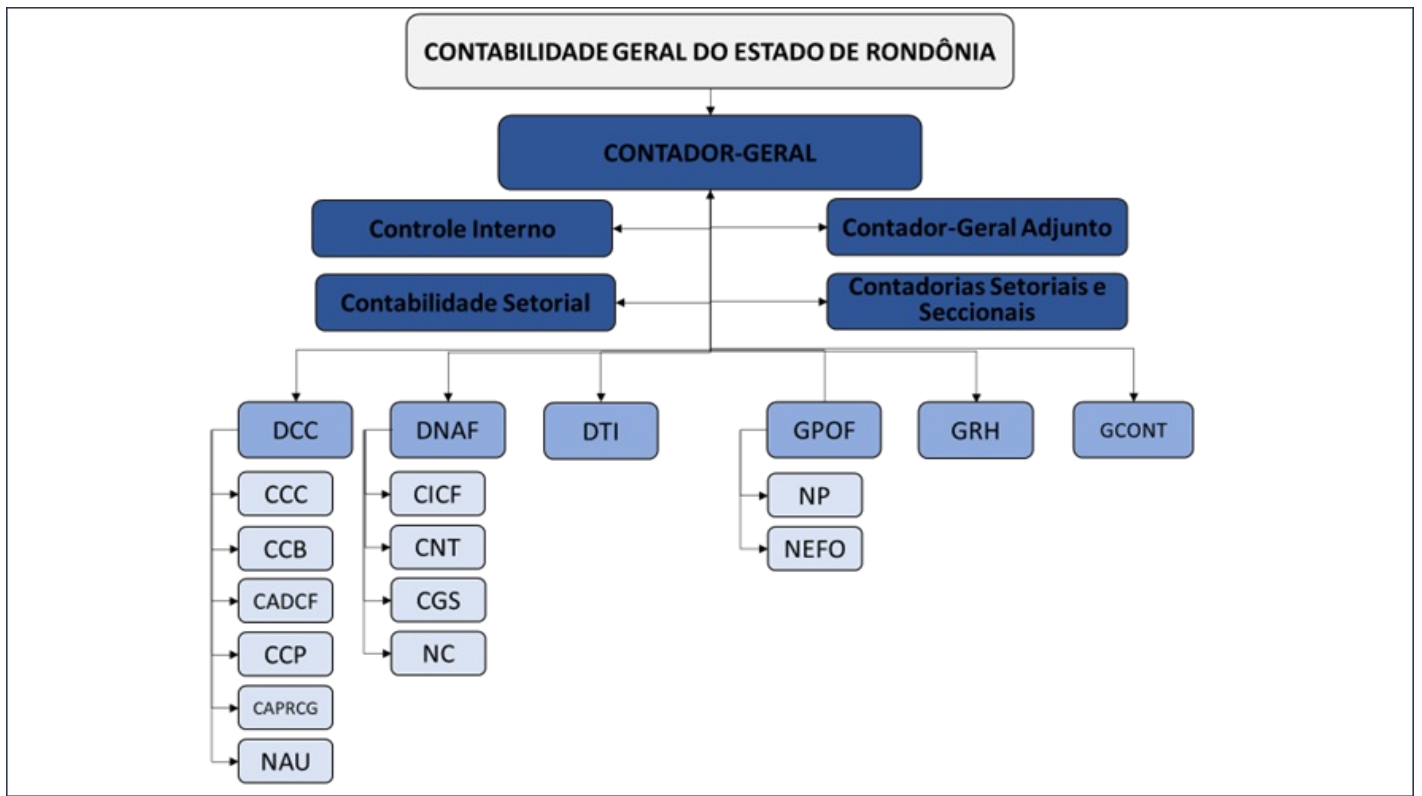 CONTABILIDADE GERAL DO ESTADO DE RONDÔNIA
CONTADOR-GERAL
Controle Interno
Contador-Geral Adjunto
Contabilidade Setorial
Contadorias Setoriais e
Seccionais
DCC
DNAF
DTI
GPOF
GRH
GCONT
CCC
CCB
CADCF
CCP
CAPRCG
NAU
CICF
CNT
CGS
NC
NP
NEFO